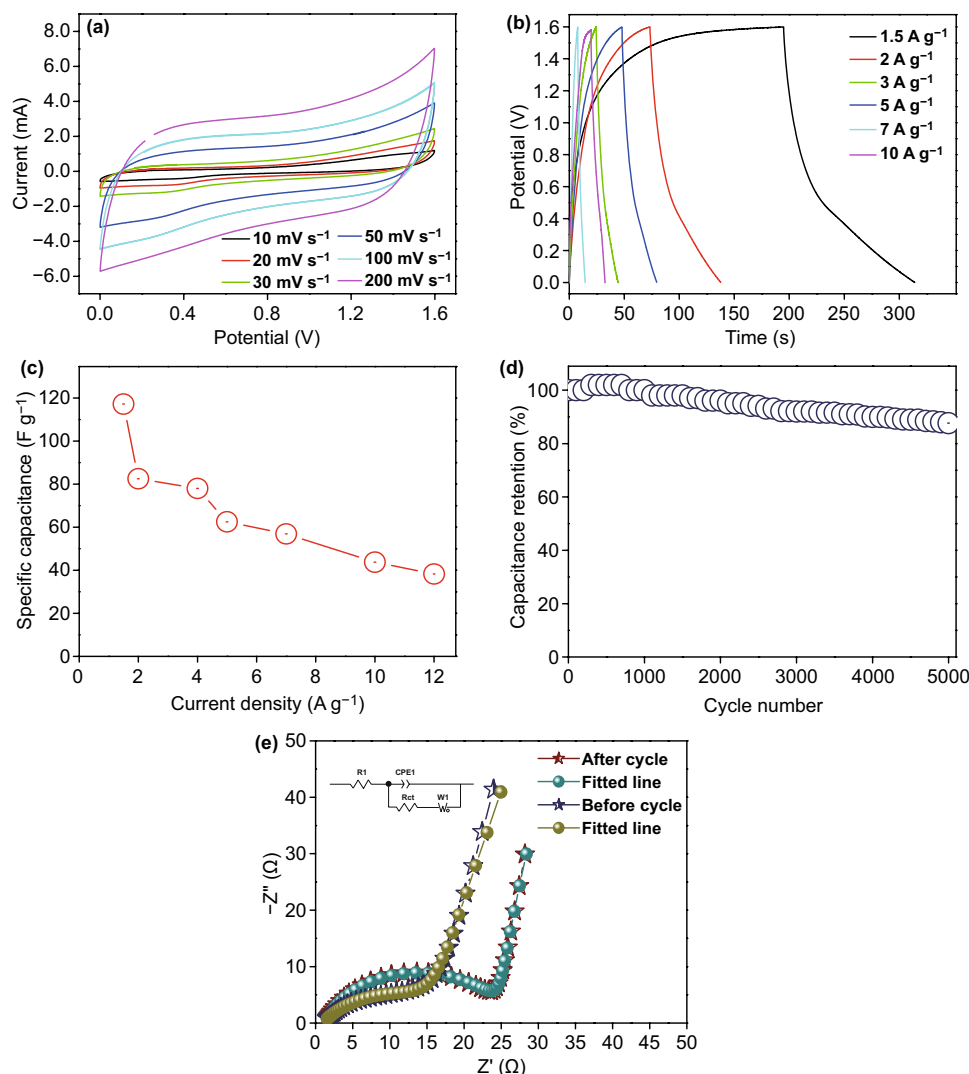 (a)
8.0
6.0
4.0
2.0
0.0
−2.0
−4.0
−6.0
Current (mA)
10 mV s⁻¹
20 mV s⁻¹
30 mV s⁻¹
50 mV s⁻¹
100 mV s⁻¹
200 mV s⁻¹
0.0 0.4 0.8 1.2 1.6
Potential (V)
(b)
1.6
1.4
1.2
1.0
0.8
0.6
0.4
0.2
0.0
Potential (V)
1.5 A g⁻¹
2 A g⁻¹
3 A g⁻¹
5 A g⁻¹
7 A g⁻¹
10 A g⁻¹
0 50 100 150 200 250 300
Time (s)
(c)
120
100
80
60
40
20
0
Specific capacitance (F g⁻¹)
0 2 4 6 8 10 12
Current density (A g⁻¹)
(d)
100
80
60
40
20
0
Capacitance retention (%)
0 1000 2000 3000 4000 5000
Cycle number
(e)
50
40
30
20
10
0
−Z" (Ω)
R1
CPE1
Rct
W1
Wo
After cycle
Fitted line
Before cycle
Fitted line
0 5 10 15 20 25 30 35 40 45 50
Z' (Ω)